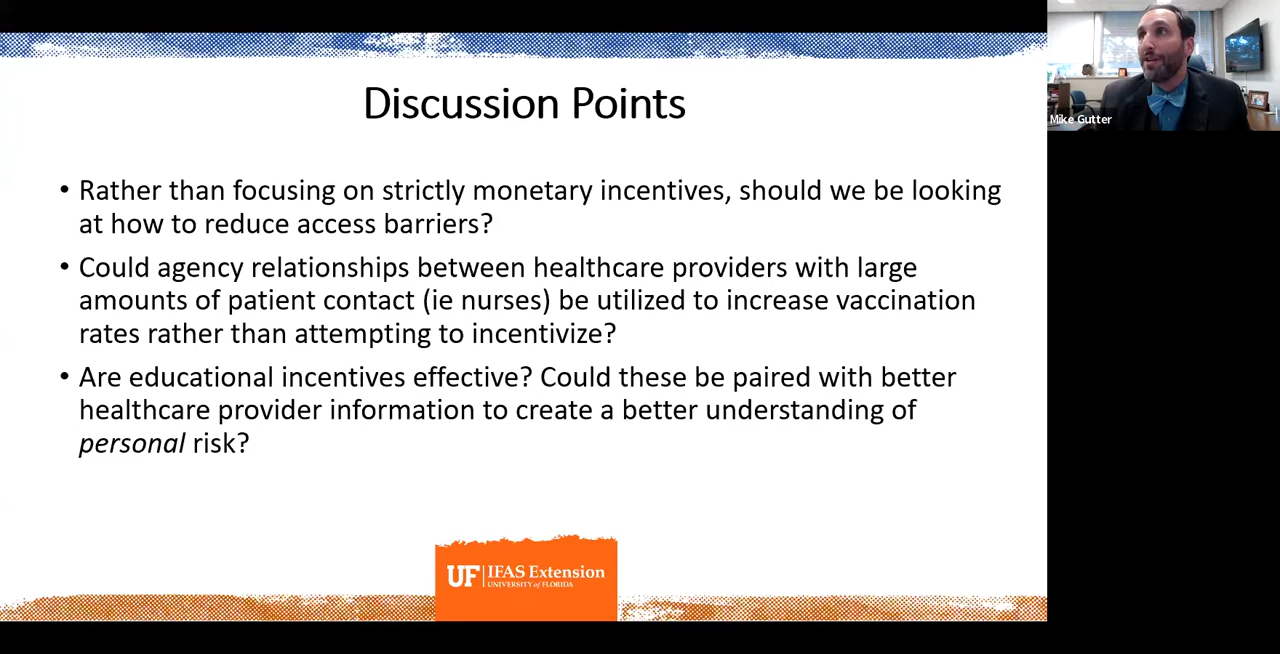 Discussion Points
Mike Gutter
• Rather than focusing on strictly monetary incentives, should we be looking
at how to reduce access barriers?
• Could agency relationships between healthcare providers with large
amounts of patient contact (ie nurses) be utilized to increase vaccination
rates rather than attempting to incentivize?
• Are educational incentives effective? Could these be paired with better
healthcare provider information to create a better understanding of
personal risk?
UF | IFAS Extension
UNIVERSITY of FLORIDA